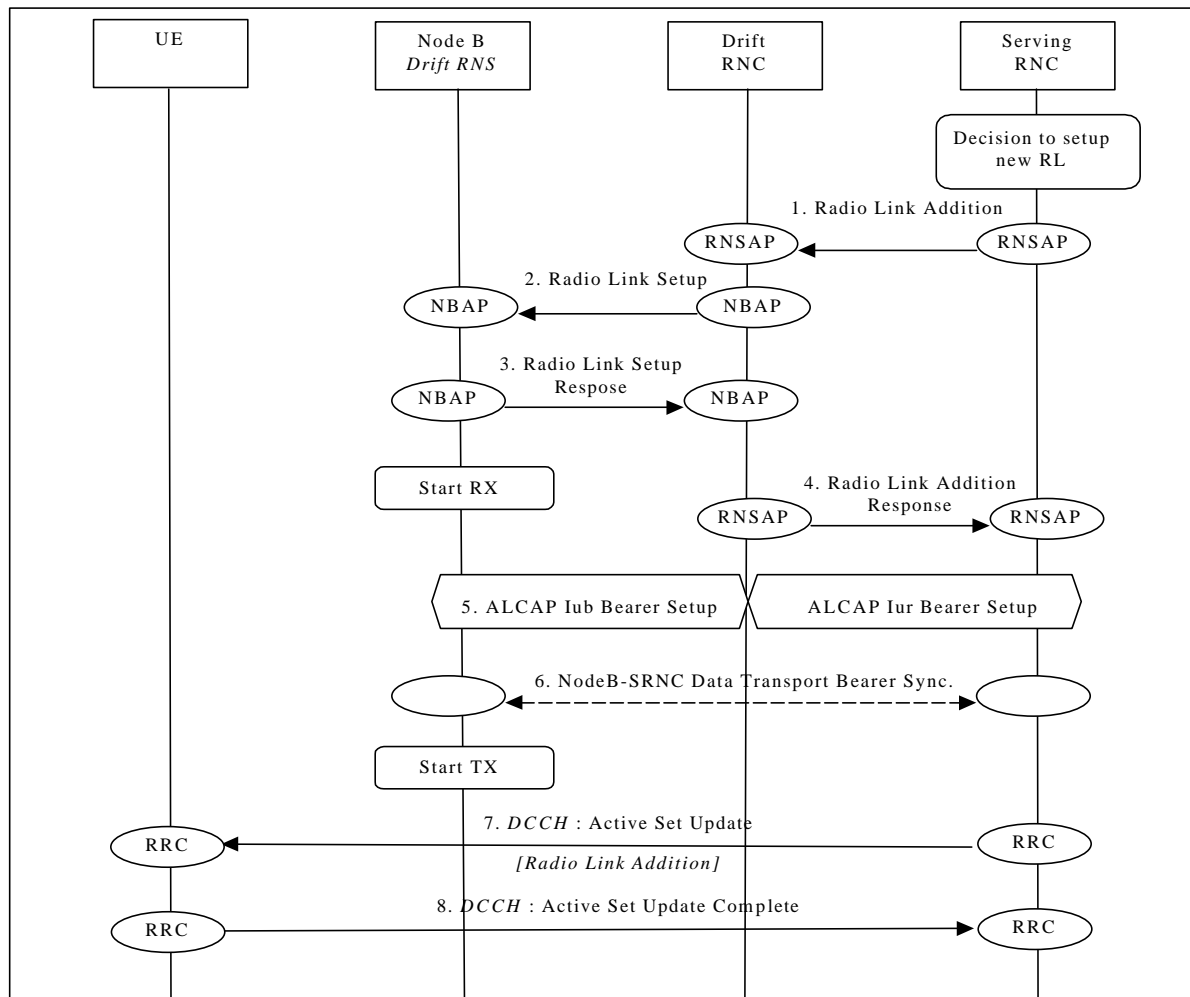 UE
Node B
Drift RNS
Drift
RNC
Serving
RNC
Decision to setup
new RL
1. Radio Link Addition
RNSAP
RNSAP
2. Radio Link Setup
NBAP
NBAP
3. Radio Link Setup
Respose
NBAP
NBAP
Start RX
4. Radio Link Addition
Response
RNSAP
RNSAP
5. ALCAP Iub Bearer Setup
ALCAP Iur Bearer Setup
6. NodeB-SRNC Data Transport Bearer Sync.
Start TX
7. DCCH : Active Set Update
RRC
RRC
[Radio Link Addition]
8. DCCH : Active Set Update Complete
RRC
RRC